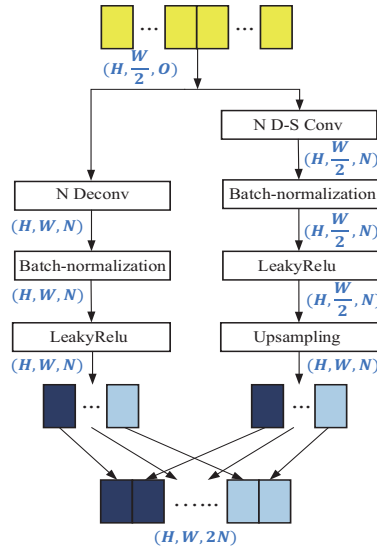 ... ...
(H, W/2, O)
N D-S Conv
(H, W/2, N)
N Deconv
Batch-normalization
(H, W, N)
(H, W/2, N)
Batch-normalization
LeakyRelu
(H, W, N)
(H, W/2, N)
LeakyRelu
Upsampling
(H, W, N)
(H, W, N)
... ...
......
(H, W, 2N)